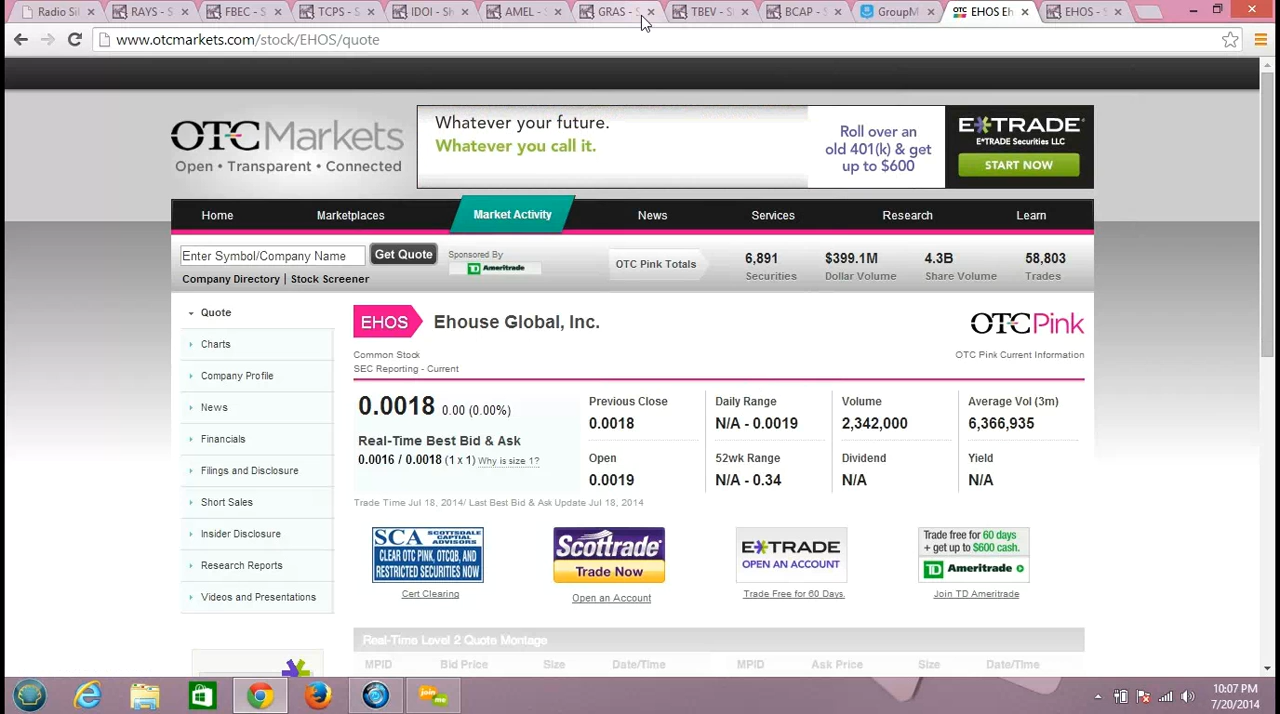 Radio Si
RAYS - S
FBEC - S
TCPS - S
IDOI - Sh
AMEL - S
GRAS - S
TBEV - Sh
BCAP - S
GroupM
OTC EHOS Eh
EHOS - S
www.otcmarkets.com/stock/EHOS/quote
OTC Markets
Open • Transparent • Connected
Whatever your future.
Whatever you call it.
Roll over an
old 401(k) & get
up to $600
E*TRADE
E*TRADE Securities LLC
START NOW
Home Marketplaces Market Activity News Services Research Learn
Enter Symbol/Company Name
Get Quote
Sponsored By
TD Ameritrade
Company Directory | Stock Screener
OTC Pink Totals
6,891 $399.1M 4.3B 58,803
Securities Dollar Volume Share Volume Trades
Quote
Charts
Company Profile
News
Financials
Filings and Disclosure
Short Sales
Insider Disclosure
Research Reports
Videos and Presentations
EHOS Ehouse Global, Inc.
OTC Pink
Common Stock
SEC Reporting - Current
OTC Pink Current Information
0.0018 0.00 (0.00%)
Real-Time Best Bid & Ask
0.0016 / 0.0018 (1 x 1) Why is size 1?
Previous Close Daily Range Volume Average Vol (3m)
0.0018 N/A - 0.0019 2,342,000 6,366,935
Open 52wk Range Dividend Yield
0.0019 N/A - 0.34 N/A N/A
Trade Time Jul 18, 2014/ Last Best Bid & Ask Update Jul 18, 2014
SCA SCOTTSDALE CAPITAL ADVISORS
CLEAR OTC PINK, OTCQB, AND
RESTRICTED SECURITIES NOW
Cert Clearing
Scottrade
Trade Now
Open an Account
E*TRADE
OPEN AN ACCOUNT
Trade Free for 60 Days.
Trade free for 60 days
+ get up to $600 cash.
TD Ameritrade
Join TD Ameritrade
Real-Time Level 2 Quote Montage
MPID Bid Price Size Date/Time MPID Ask Price Size Date/Time
join
me
10:07 PM
7/20/2014